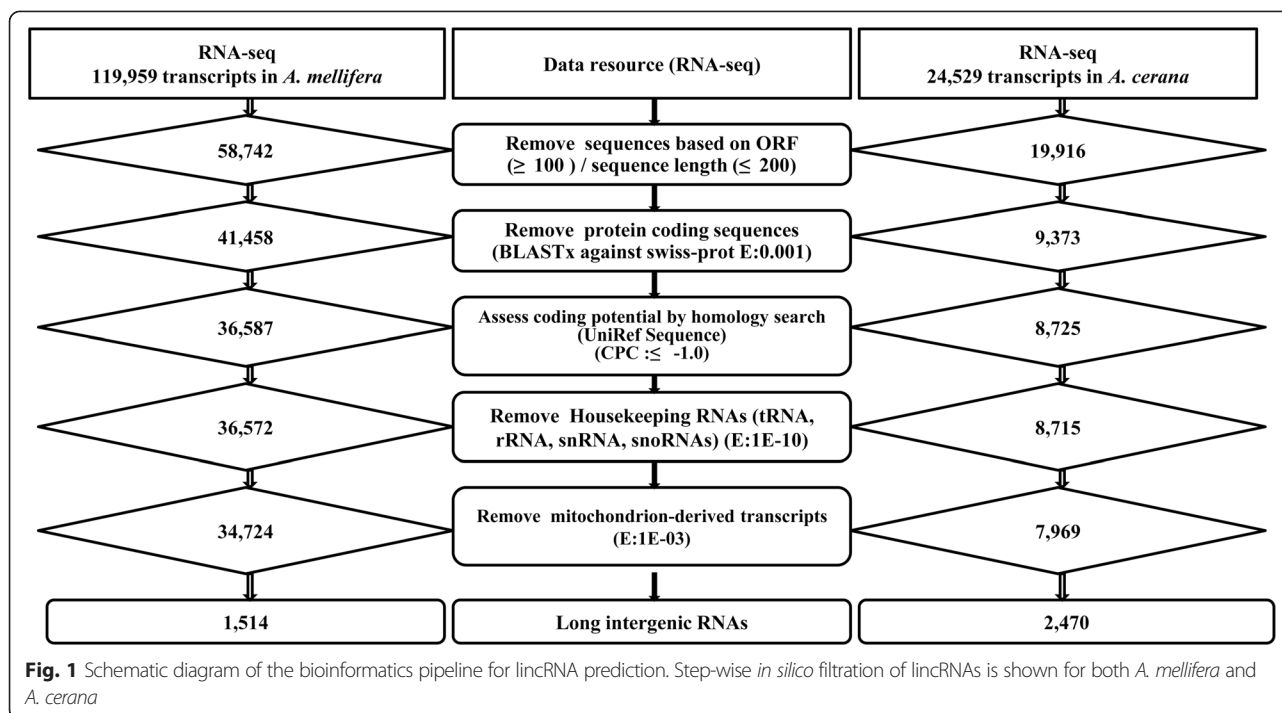 RNA-seq
119,959 transcripts in A. mellifera
Data resource (RNA-seq)
RNA-seq
24,529 transcripts in A. cerana
58,742
Remove sequences based on ORF
(≥ 100 ) / sequence length (≤ 200)
19,916
41,458
Remove protein coding sequences
(BLASTx against swiss-prot E:0.001)
9,373
36,587
Assess coding potential by homology search
(UniRef Sequence)
(CPC :≤ -1.0)
8,725
36,572
Remove Housekeeping RNAs (tRNA,
rRNA, snRNA, snoRNAs) (E:1E-10)
8,715
34,724
Remove mitochondrion-derived transcripts
(E:1E-03)
7,969
1,514
Long intergenic RNAs
2,470
Fig. 1 Schematic diagram of the bioinformatics pipeline for lincRNA prediction. Step-wise in silico filtration of lincRNAs is shown for both A. mellifera and
A. cerana